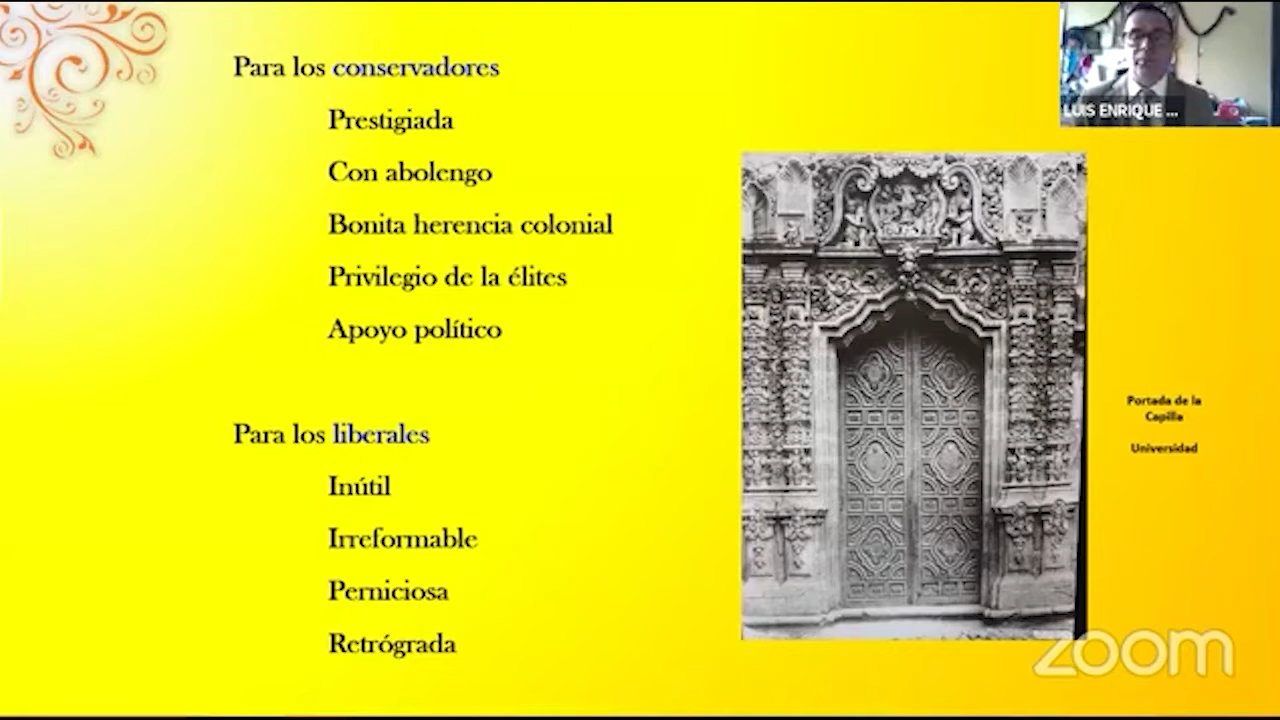 Para los conservadores
Prestigiada
Con abolengo
Bonita herencia colonial
Privilegio de la élites
Apoyo político
Para los liberales
Inútil
Irreformable
Perniciosa
Retrógrada
LUIS ENRIQUE ...
Portada de la
Capilla
Universidad
zoom